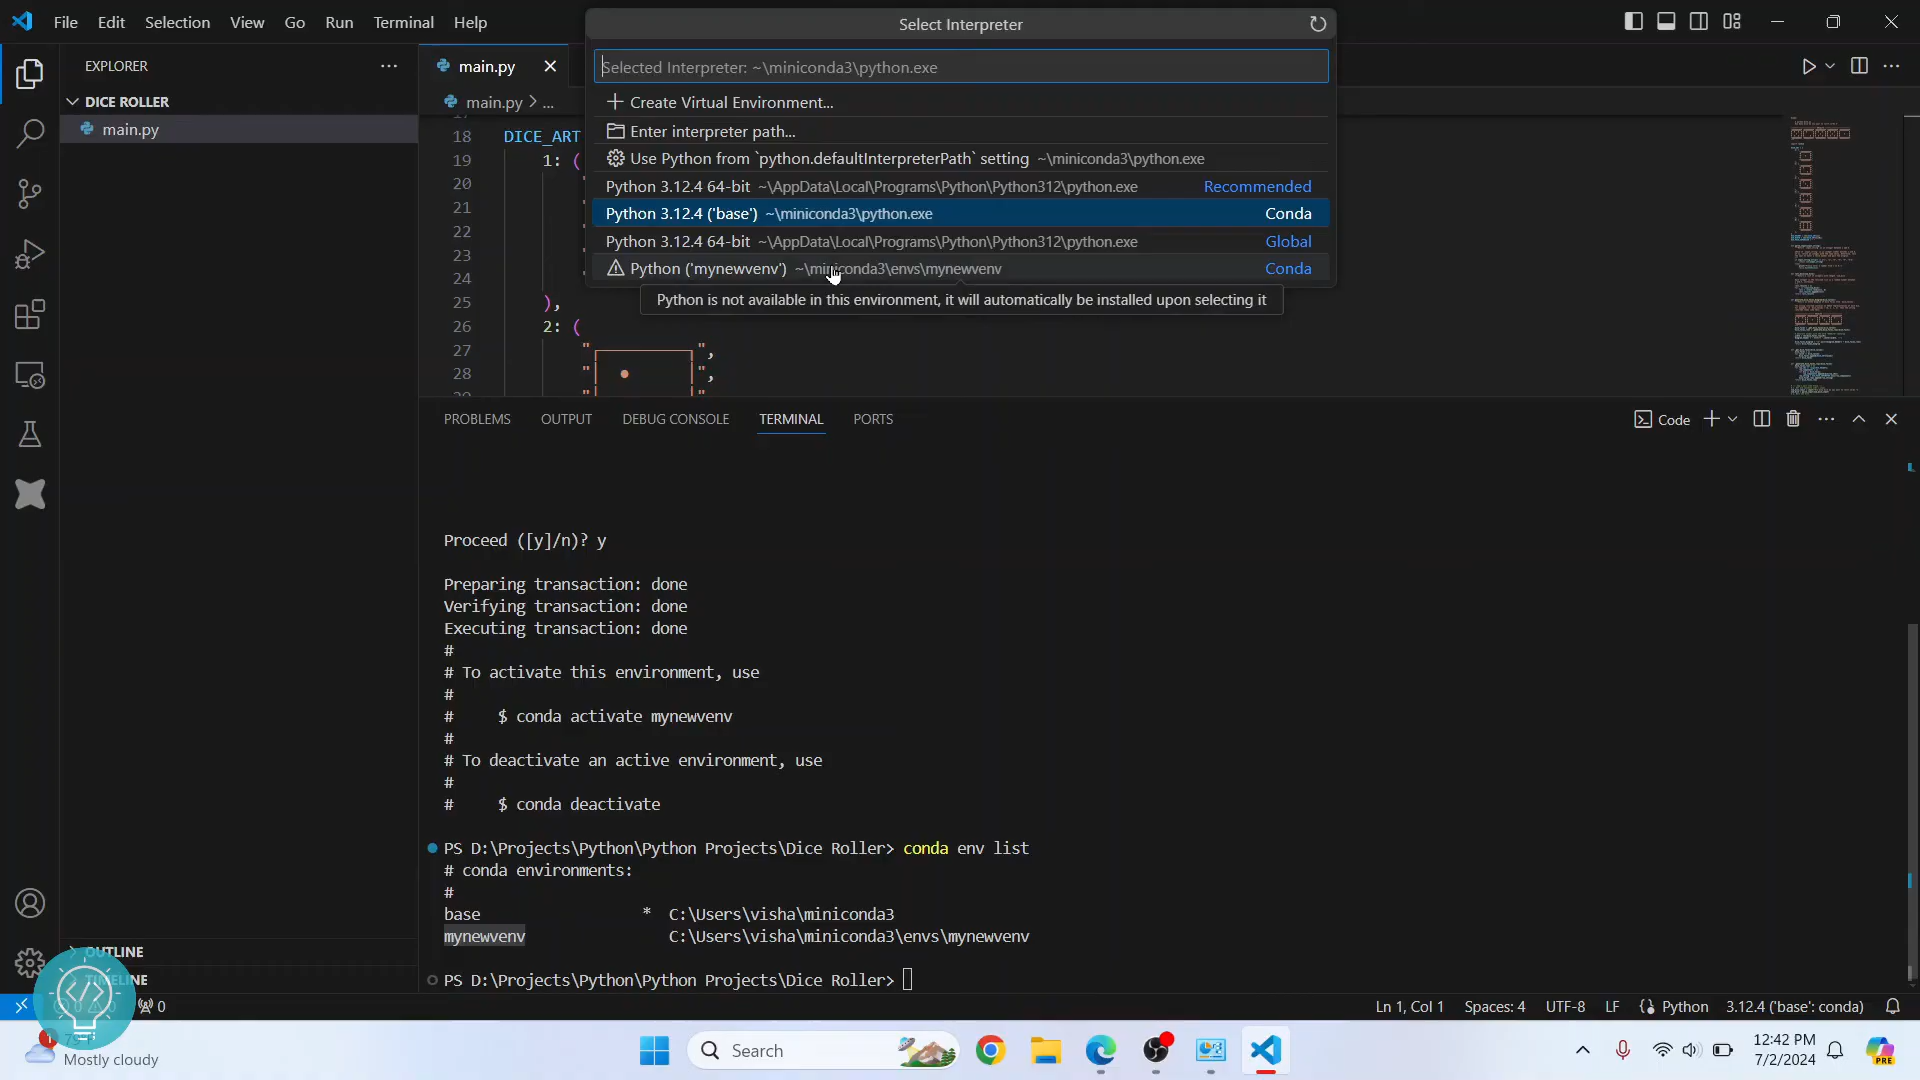 File Edit Selection View Go Run Terminal Help
Select Interpreter
Selected Interpreter: ~\miniconda3\python.exe
Create Virtual Environment...
Enter interpreter path...
Use Python from `python.defaultInterpreterPath` setting ~\miniconda3\python.exe
Python 3.12.4 64-bit ~\AppData\Local\Programs\Python\Python312\python.exe Recommended
Python 3.12.4 ('base') ~\miniconda3\python.exe Conda
Python 3.12.4 64-bit ~\AppData\Local\Programs\Python\Python312\python.exe Global
Python ('mynewvenv') ~\miniconda3\envs\mynewvenv Conda
Python is not available in this environment, it will automatically be installed upon selecting it
EXPLORER
DICE ROLLER
main.py
main.py
main.py > ...
18 DICE_ART
19 1: (
20
21
22
23
24
25 ),
26 2: (
27 "┌─────────┐",
28 "│  ●      │",
PROBLEMS OUTPUT DEBUG CONSOLE TERMINAL PORTS
Code
Proceed ([y]/n)? y
Preparing transaction: done
Verifying transaction: done
Executing transaction: done
#
# To activate this environment, use
#
# $ conda activate mynewvenv
#
# To deactivate an active environment, use
#
# $ conda deactivate
PS D:\Projects\Python\Python Projects\Dice Roller> conda env list
# conda environments:
#
base * C:\Users\visha\miniconda3
mynewvenv C:\Users\visha\miniconda3\envs\mynewvenv
PS D:\Projects\Python\Python Projects\Dice Roller>
OUTLINE
TIMELINE
0
Ln 1, Col 1 Spaces: 4 UTF-8 LF Python 3.12.4 ('base': conda)
1
Mostly cloudy
Search
12:42 PM
7/2/2024
PRE